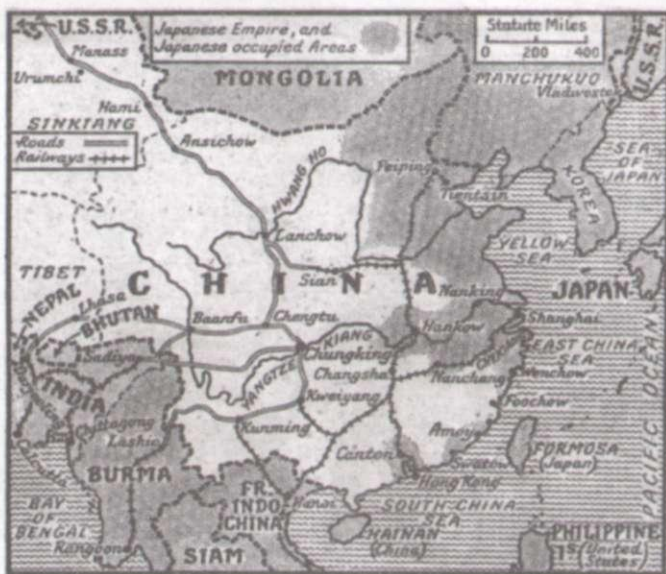 U.S.S.R.
Manass
Urumchi
Hami
SINKIANG
Roads
Railways
Ansichow
Japanese Empire, and
Japanese occupied Areas
MONGOLIA
Statute Miles
0 200 400
MANCHUKUO
Vladivostok
U.S.S.R.
SEA
OF
JAPAN
KOREA
HWANG HO
Peiping
Tientsin
Lanchow
Sian
YELLOW
SEA
TIBET
CHINA
Nanking
JAPAN
NEPAL
Lhasa
BHUTAN
Baanfu
Chengtu
Hankow
Shanghai
Sadiya
YANGTZE KIANG
Chungking
Changsha
Nanchang
EAST CHINA
SEA
Wenchow
INDIA
Kweiyang
Foochow
Chittagong
Lashio
Kunming
Amoy
Calcutta
Canton
Swatow
FORMOSA
(Japan)
BURMA
Hong Kong
PACIFIC OCEAN
BAY
OF
BENGAL
Rangoon
FR.
INDO
CHINA
Hanoi
SOUTH CHINA
SEA
HAINAN
(China)
SIAM
PHILIPPINE
IS (United
States)